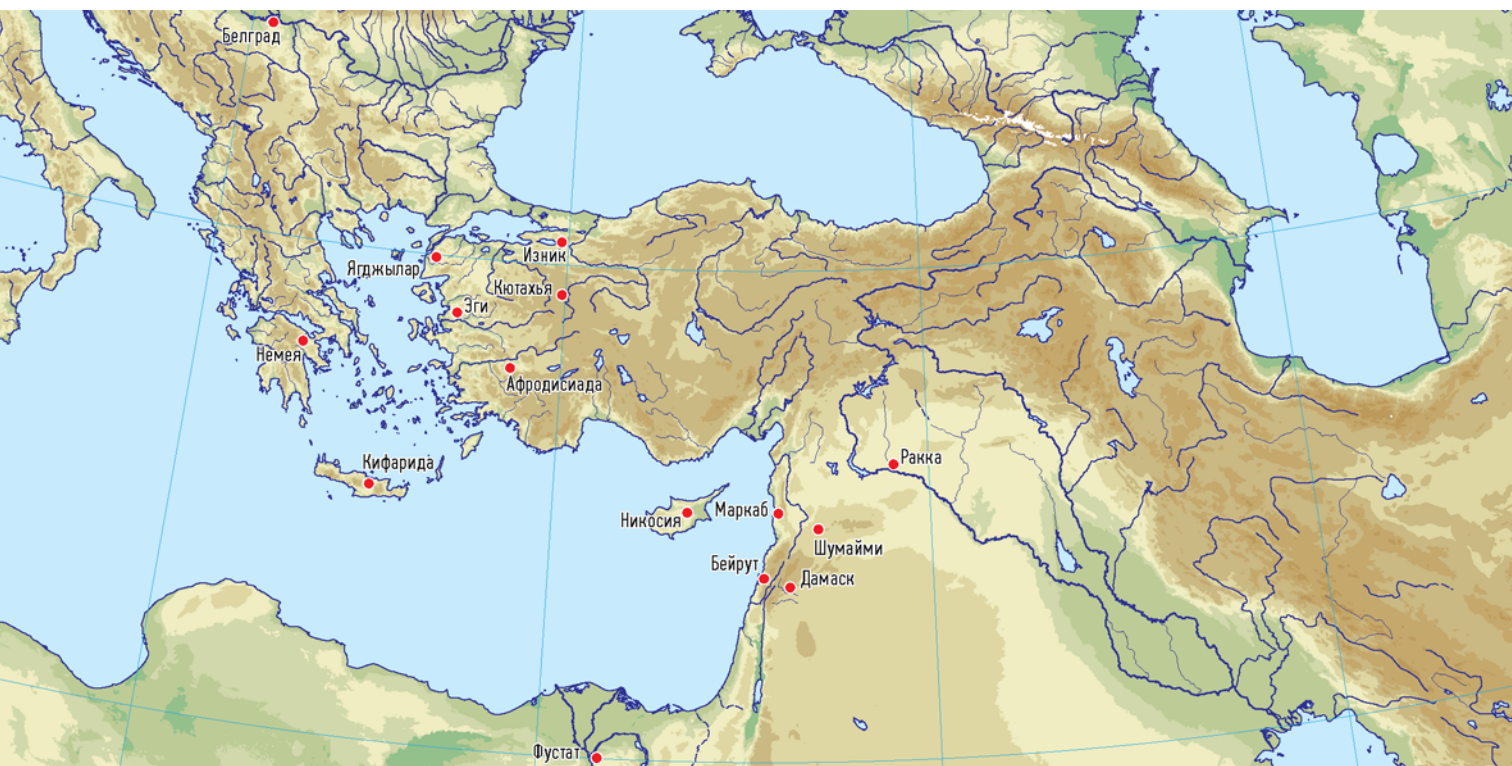 Белград
Изник
Ягджылар
Кютахья
Эги
Немея
Афродисиада
Кифарида
Ракка
Никосия
Маркаб
Шумайми
Бейрут
Дамаск
Фустат